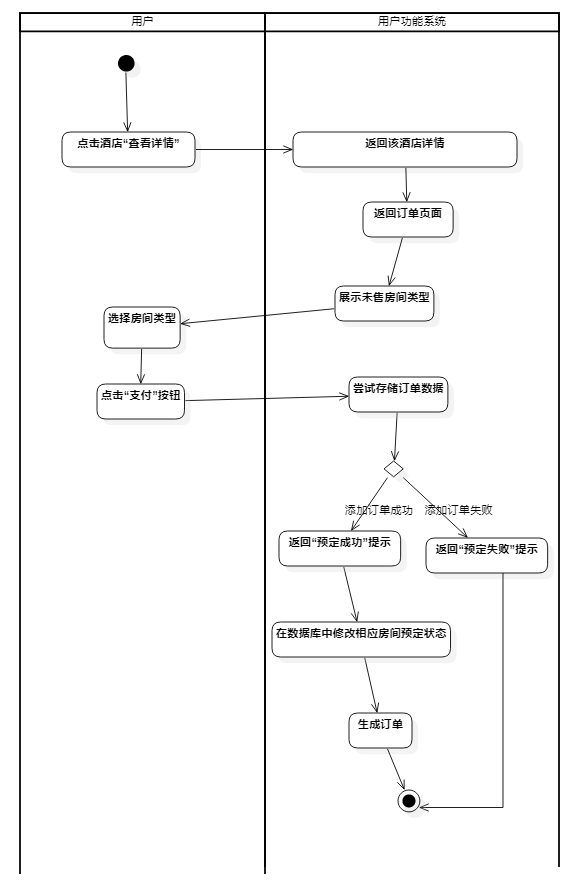 用户
用户功能系统
点击酒店“查看详情”
返回该酒店详情
返回订单页面
展示未售房间类型
选择房间类型
点击“支付”按钮
尝试存储订单数据
添加订单成功
添加订单失败
返回“预定成功”提示
返回“预定失败”提示
在数据库中修改相应房间预定状态
生成订单